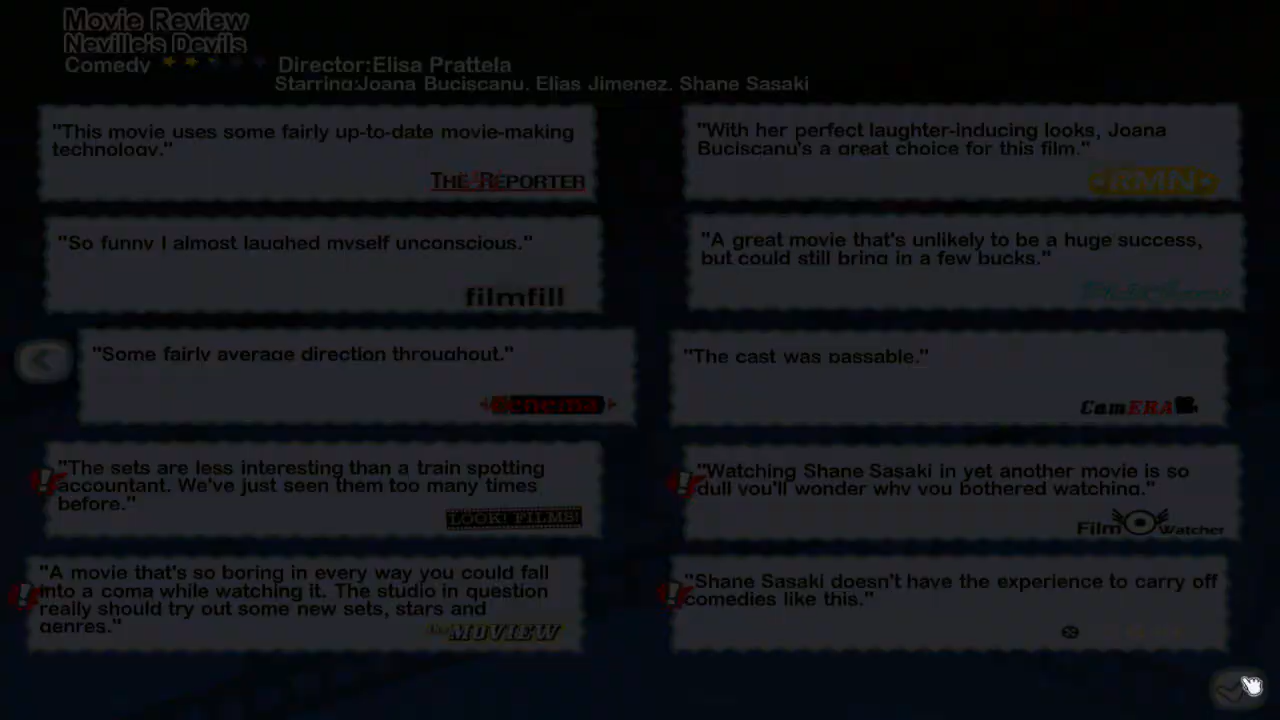 Movie Review
Neville's Devils
Comedy
Director:Elisa Prattela
Starring:Joana Buciscanu, Elias Jimenez, Shane Sasaki
"This movie uses some fairly up-to-date movie-making
technology."
THE REPORTER
"With her perfect laughter-inducing looks, Joana
Buciscanu's a great choice for this film."
RMN
"So funny I almost laughed myself unconscious."
filmfill
"A great movie that's unlikely to be a huge success,
but could still bring in a few bucks."
"Some fairly average direction throughout."
"The cast was passable."
CamERA
"The sets are less interesting than a train spotting
accountant. We've just seen them too many times
before."
LOOK! FILMS!
"Watching Shane Sasaki in yet another movie is so
dull you'll wonder why you bothered watching."
Film Watcher
"A movie that's so boring in every way you could fall
into a coma while watching it. The studio in question
really should try out some new sets, stars and
genres."
MOVIEW
"Shane Sasaki doesn't have the experience to carry off
comedies like this."